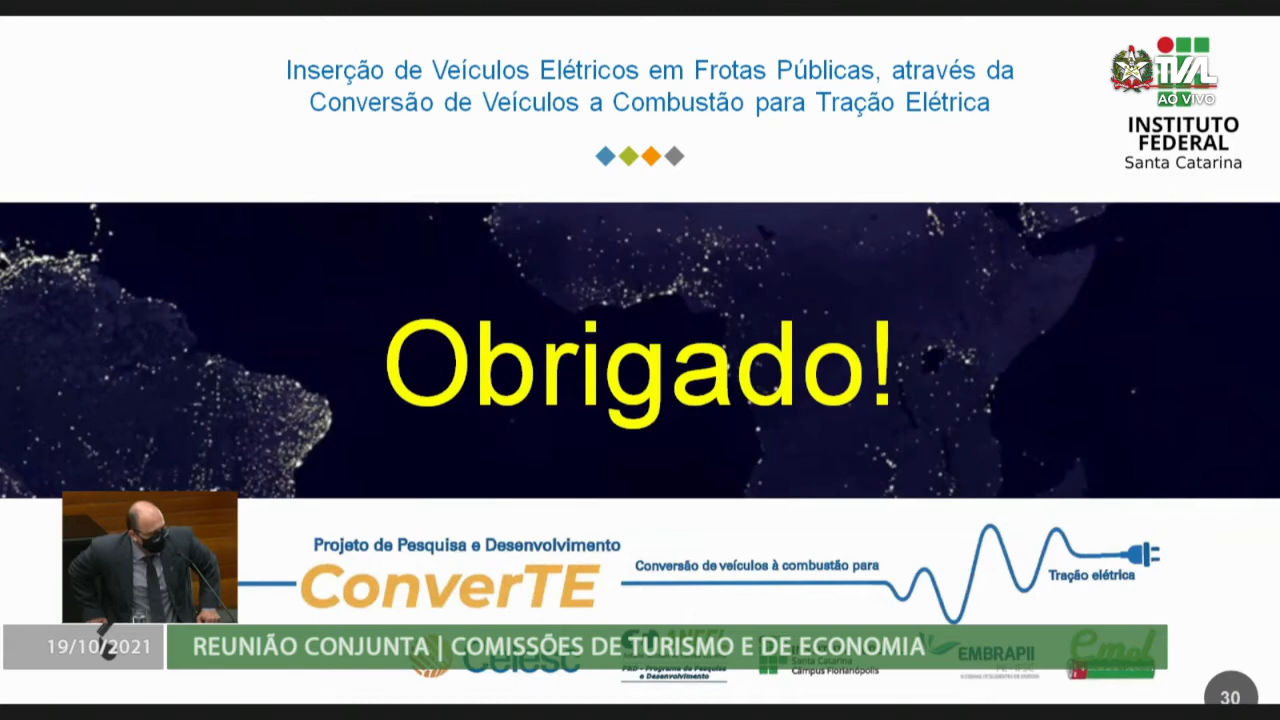 Inserção de Veículos Elétricos em Frotas Públicas, através da
Conversão de Veículos a Combustão para Tração Elétrica
TVAL
AO VIVO
INSTITUTO
FEDERAL
Santa Catarina
Obrigado!
Projeto de Pesquisa e Desenvolvimento
ConverTE
Conversão de veículos à combustão para
Tração elétrica
19/10/2021
REUNIÃO CONJUNTA | COMISSÕES DE TURISMO E DE ECONOMIA
Celesc
P&D - Programa de Pesquisa
e Desenvolvimento
Santa Catarina
Câmpus Florianópolis
EMBRAPII
30